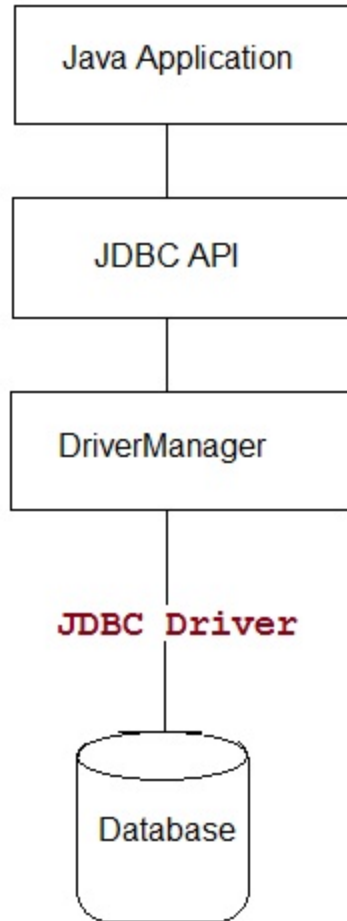 Java Application
JDBC API
DriverManager
JDBC Driver
Database